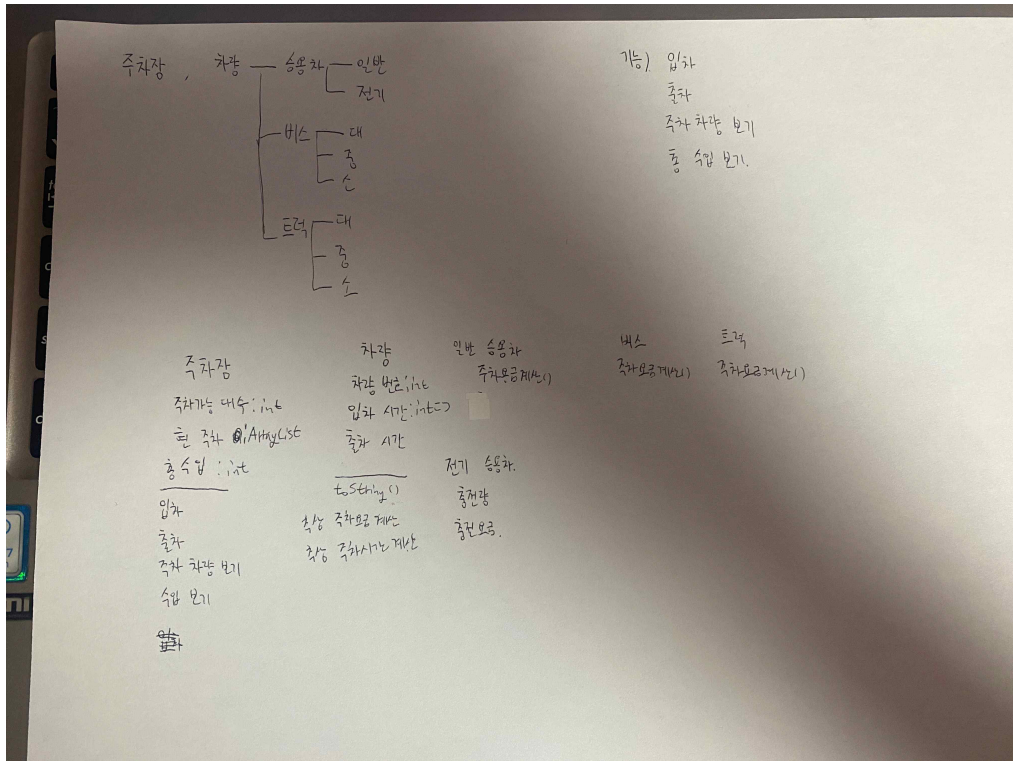 주차장, 차량 승용차 일반
전기
버스 대
중
소
트럭 대
중
소
기능) 입차
출차
주차 차량 보기
총 수입 보기.
주차장
주차가능 대수: int
현 주차 : ArrayList
총 수입 : int
입차
출차
주차 차량 보기
수입 보기
차량
차량 번호: int
입차 시간: int
출차 시간
toString()
추상 주차요금 계산
추상 주차시간 계산
일반 승용차
주차요금계산()
전기 승용차.
충전량
충전요금.
버스
주차요금계산()
트럭
주차요금계산()